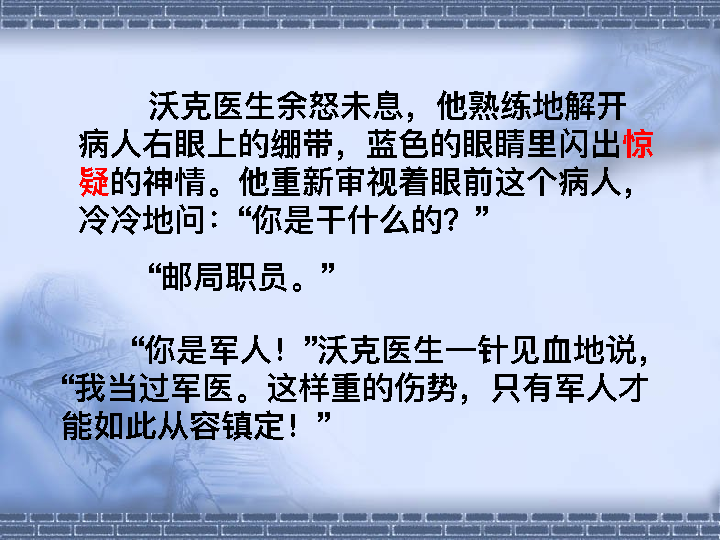 沃克医生余怒未息，他熟练地解开
病人右眼上的绷带，蓝色的眼睛里闪出惊
疑的神情。他重新审视着眼前这个病人，
冷冷地问：“你是干什么的？”
“邮局职员。”
“你是军人！”沃克医生一针见血地说，
“我当过军医。这样重的伤势，只有军人才
能如此从容镇定！”